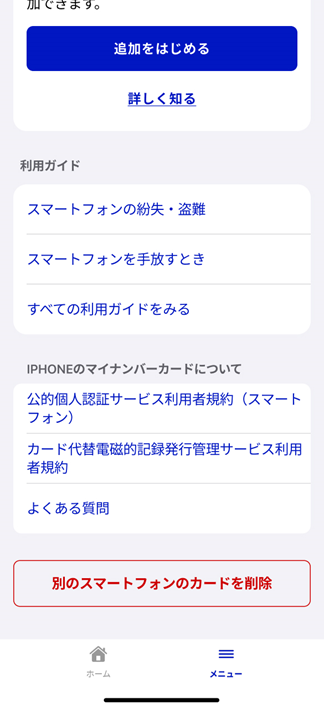 加できます。
追加をはじめる
詳しく知る
利用ガイド
スマートフォンの紛失・盗難
スマートフォンを手放すとき
すべての利用ガイドをみる
IPHONEのマイナンバーカードについて
公的個人認証サービス利用者規約（スマート
フォン）
カード代替電磁的記録発行管理サービス利用
者規約
よくある質問
別のスマートフォンのカードを削除
ホーム
メニュー